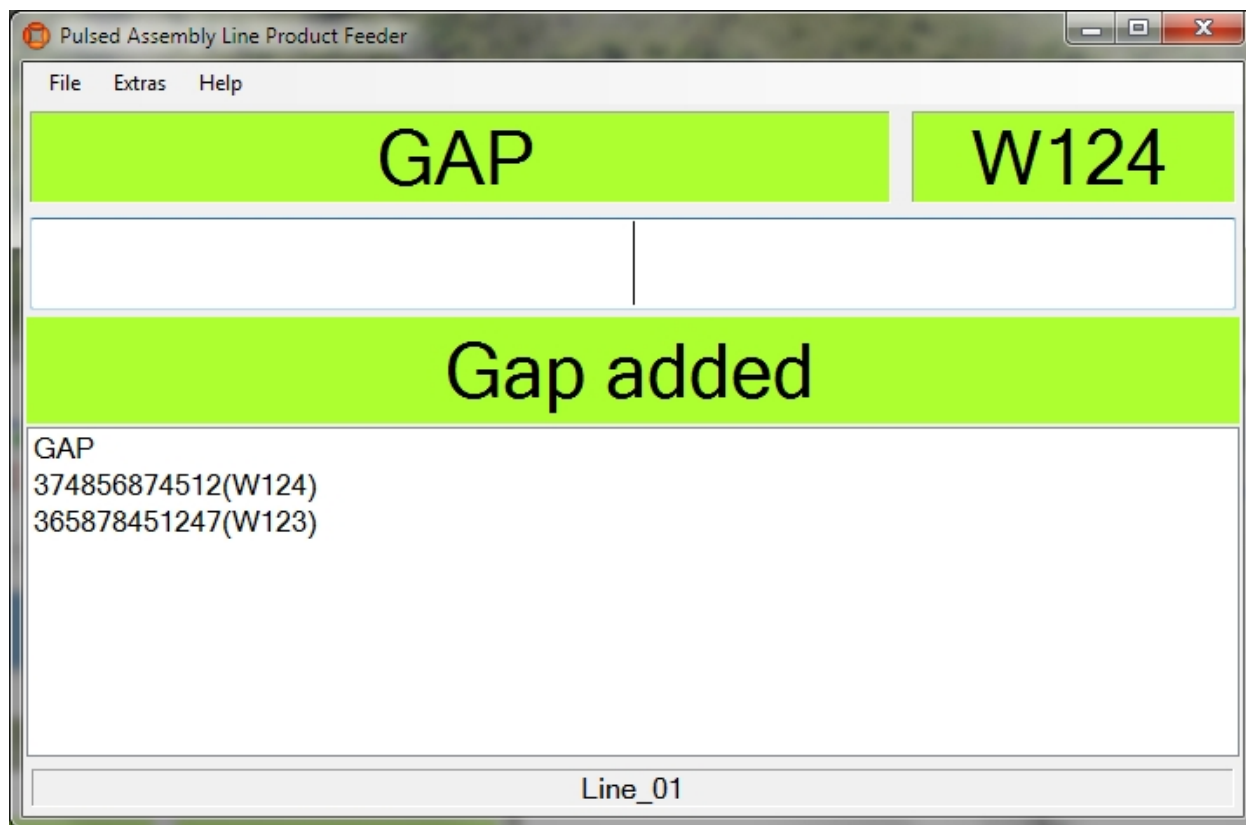 Pulsed Assembly Line Product Feeder
File Extras Help
GAP W124
Gap added
GAP
374856874512(W124)
365878451247(W123)
Line_01